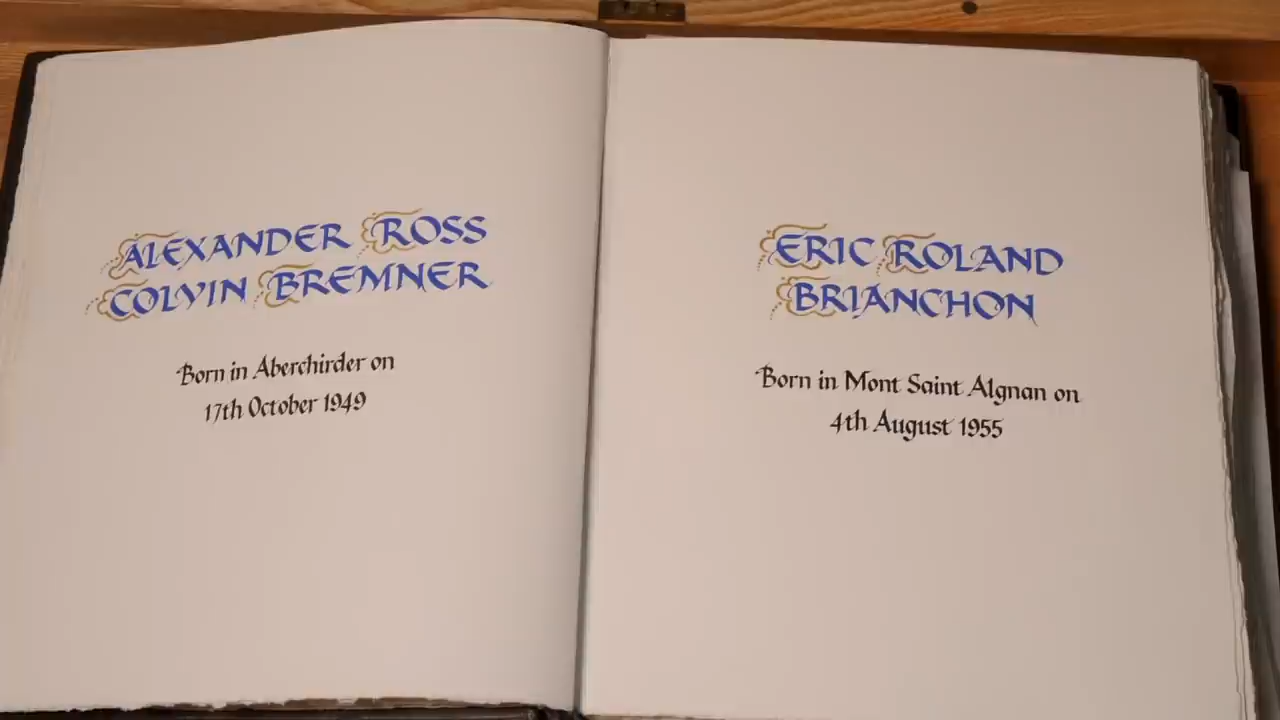 ALEXANDER ROSS
COLVIN BREMNER
Born in Aberchirder on
17th October 1949
ERIC ROLAND
BRIANCHON
Born in Mont Saint Algnan on
4th August 1955